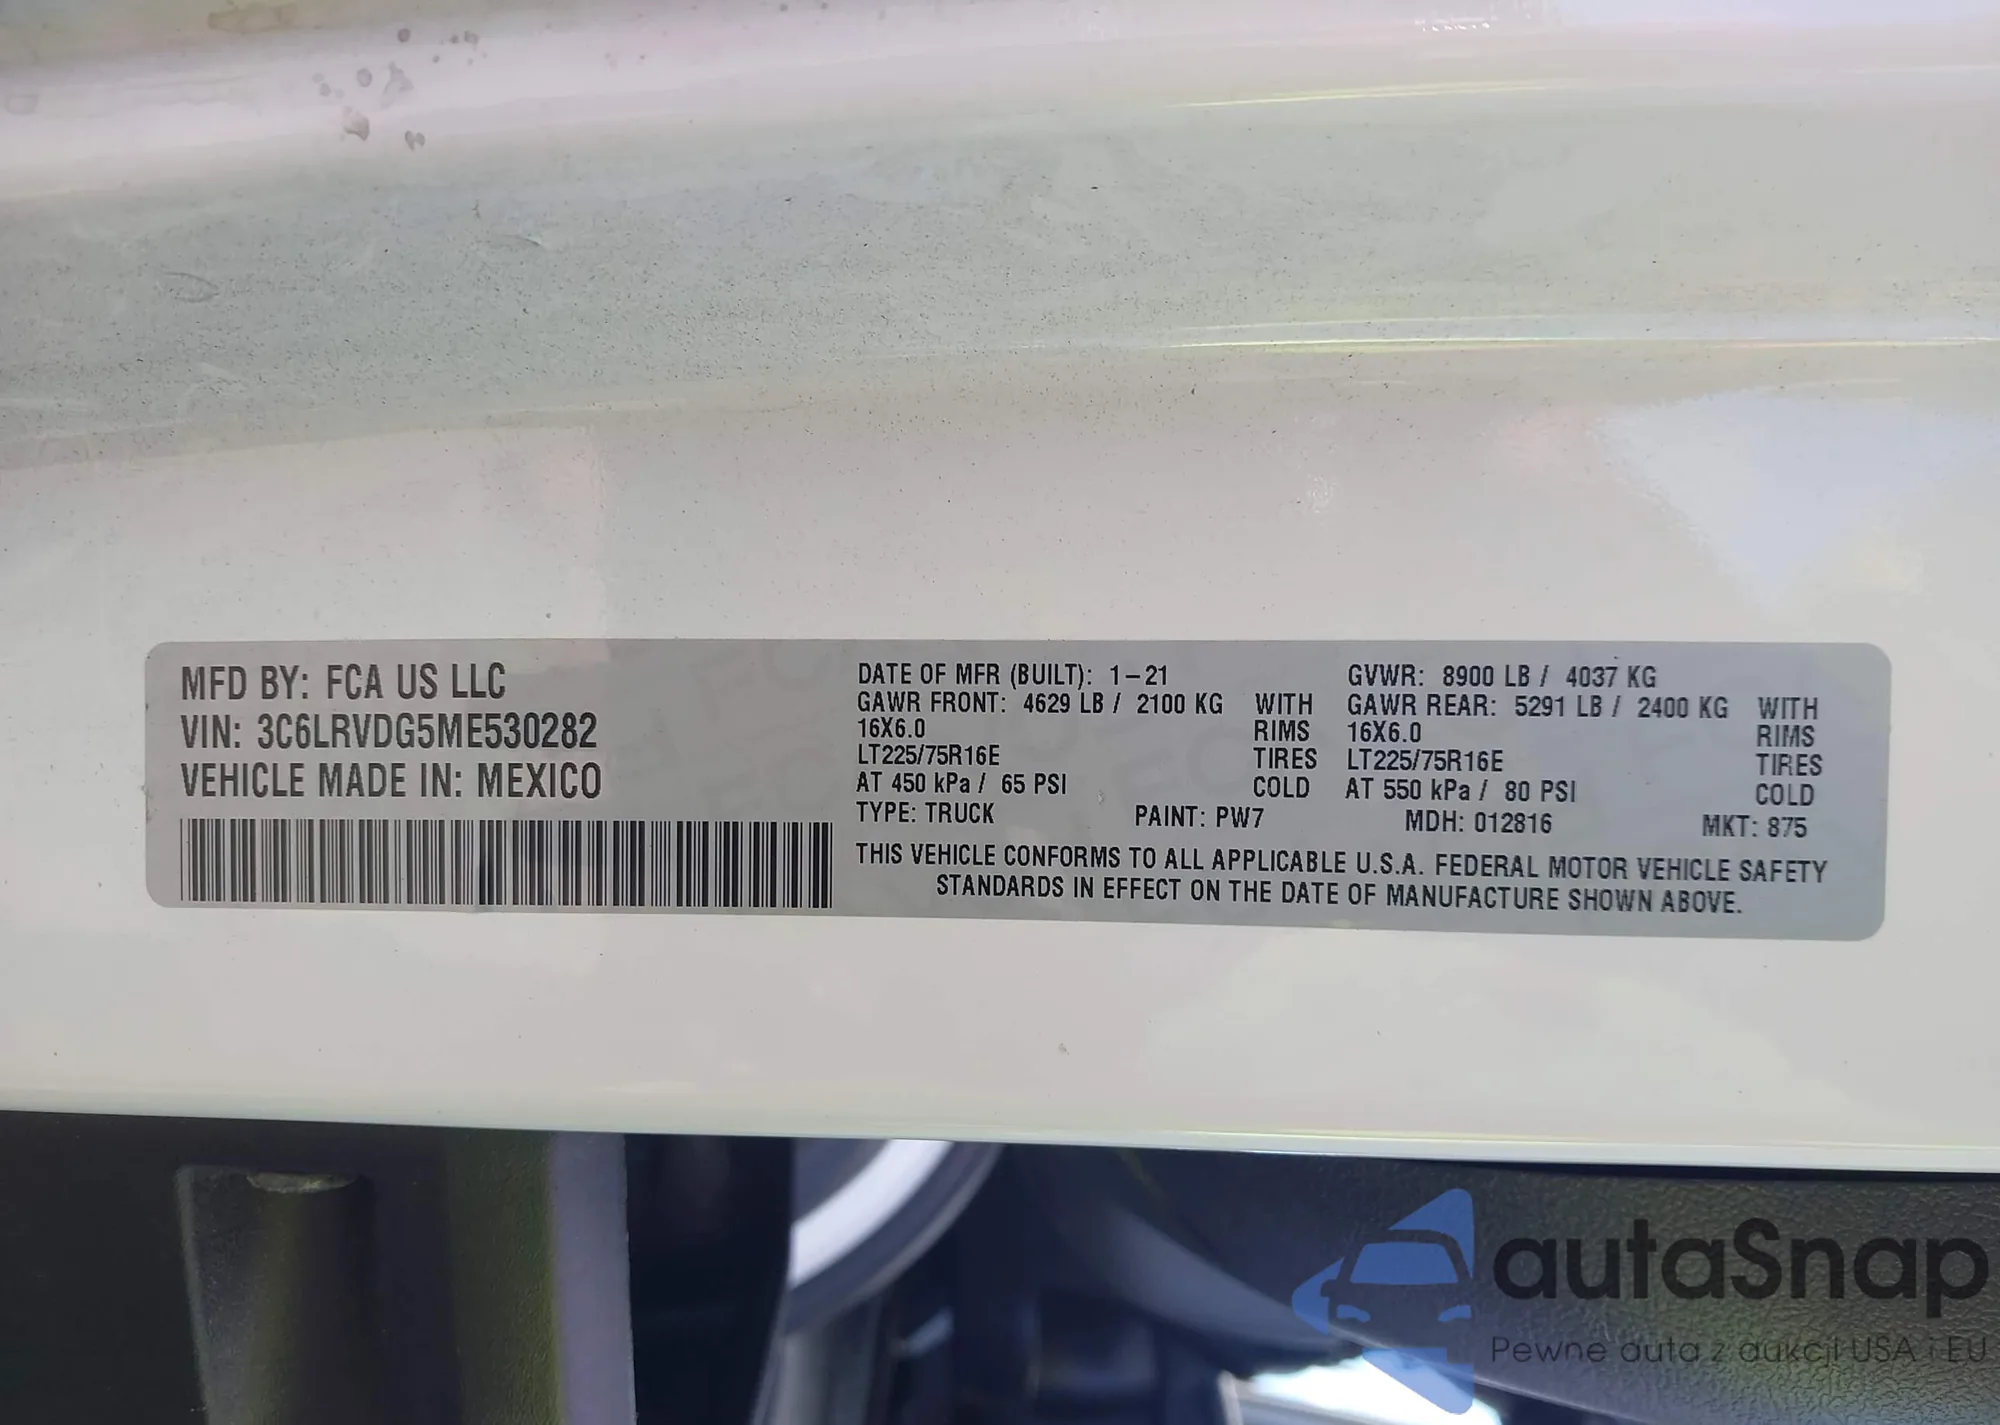 MFD BY: FCA US LLC
VIN: 3C6LRVDG5ME530282
VEHICLE MADE IN: MEXICO
DATE OF MFR (BUILT): 1-21 GVWR: 8900 LB / 4037 KG
GAWR FRONT: 4629 LB / 2100 KG WITH GAWR REAR: 5291 LB / 2400 KG WITH
16X6.0 RIMS 16X6.0 RIMS
LT225/75R16E TIRES LT225/75R16E TIRES
AT 450 kPa / 65 PSI COLD AT 550 kPa / 80 PSI COLD
TYPE: TRUCK PAINT: PW7 MDH: 012816 MKT: 875
THIS VEHICLE CONFORMS TO ALL APPLICABLE U.S.A. FEDERAL MOTOR VEHICLE SAFETY
STANDARDS IN EFFECT ON THE DATE OF MANUFACTURE SHOWN ABOVE.
autaSnap
Pewne auta z aukcji USA i EU